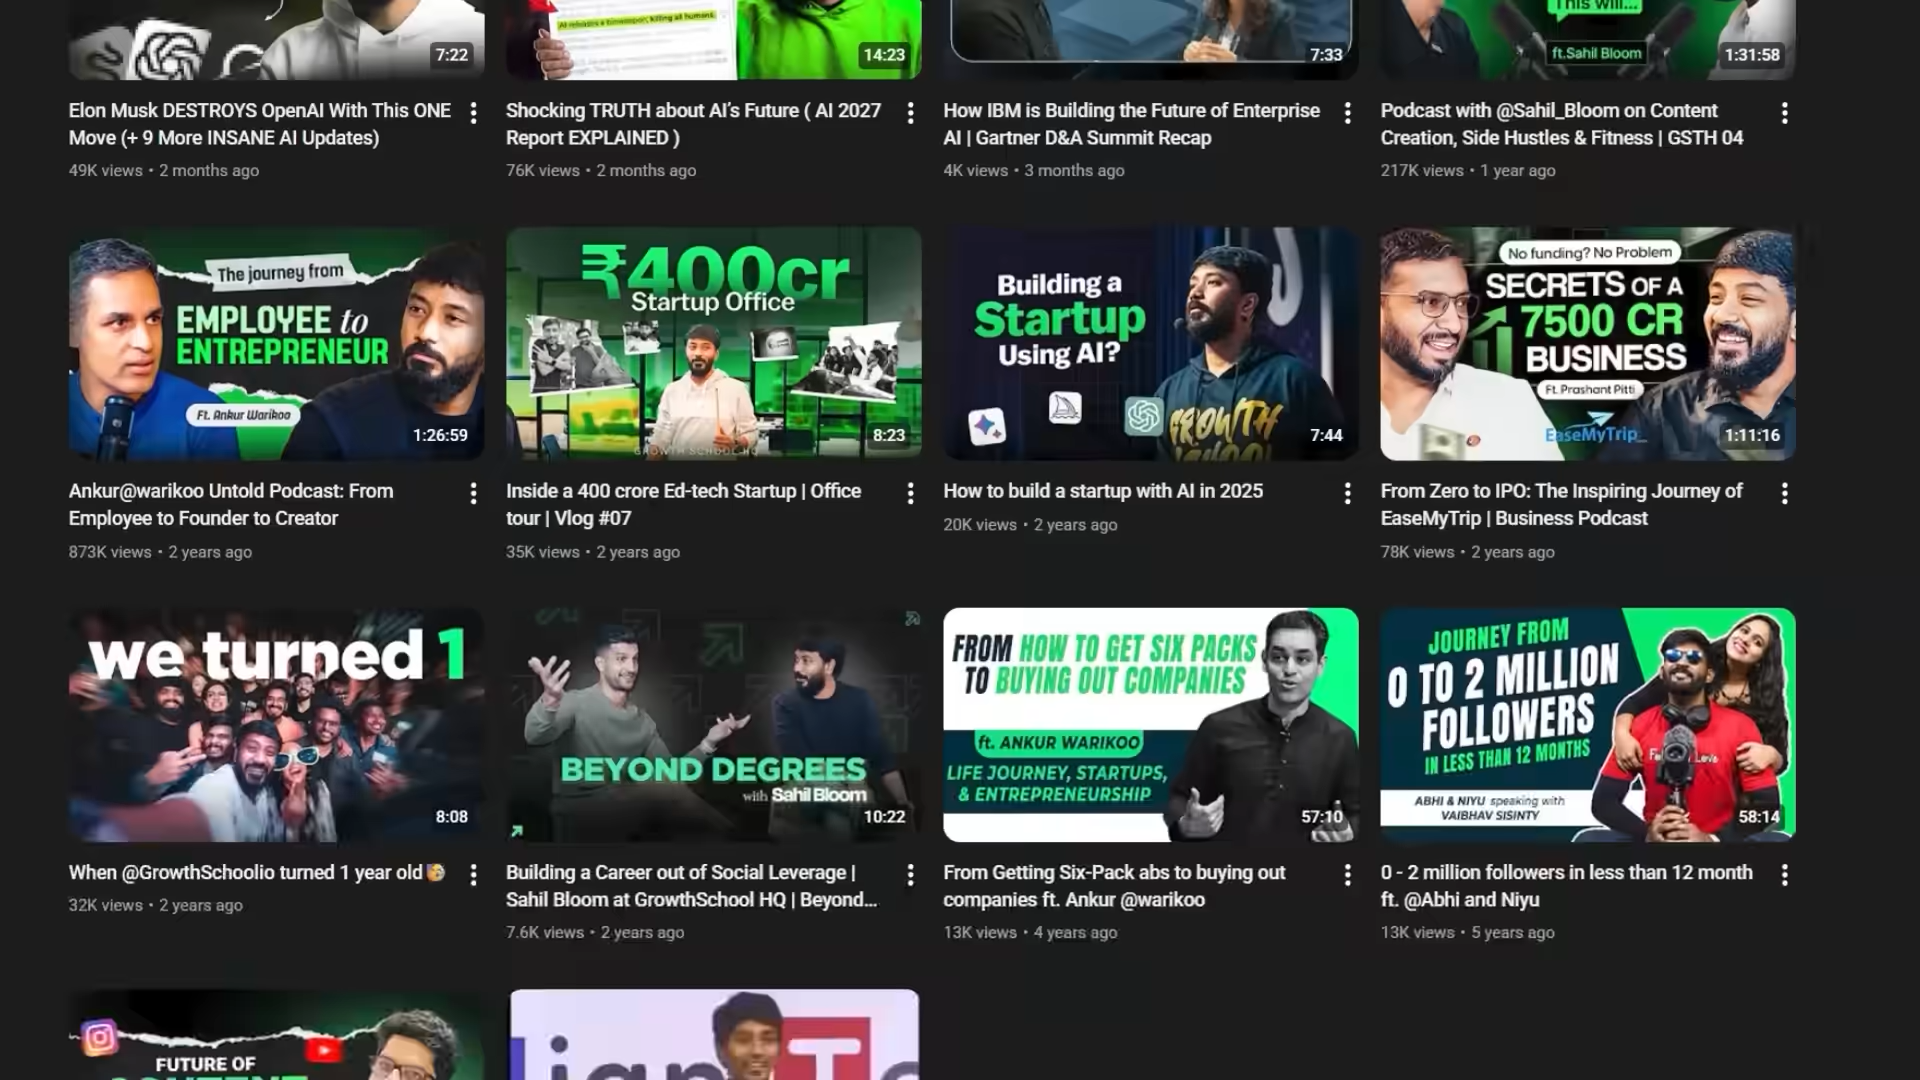 AI releases a bioweapon, killing all humans.
This will...
ft.Sahil Bloom
7:22
14:23
7:33
1:31:58
Elon Musk DESTROYS OpenAI With This ONE
Move (+ 9 More INSANE AI Updates)
49K views • 2 months ago
Shocking TRUTH about AI’s Future ( AI 2027
Report EXPLAINED )
76K views • 2 months ago
How IBM is Building the Future of Enterprise
AI | Gartner D&A Summit Recap
4K views • 3 months ago
Podcast with @Sahil_Bloom on Content
Creation, Side Hustles & Fitness | GSTH 04
217K views • 1 year ago
The journey from
EMPLOYEE to
ENTREPRENEUR
Ft. Ankur Warikoo
1:26:59
₹400cr
Startup Office
GROWTH SCHOOL HQ
8:23
Building a
Startup
Using AI?
GROWTH
SCHOOL
7:44
No funding? No Problem
SECRETS OF A
7500 CR
BUSINESS
Ft. Prashant Pitti
EaseMyTrip
1:11:16
Ankur@warikoo Untold Podcast: From
Employee to Founder to Creator
873K views • 2 years ago
Inside a 400 crore Ed-tech Startup | Office
tour | Vlog #07
35K views • 2 years ago
How to build a startup with AI in 2025
20K views • 2 years ago
From Zero to IPO: The Inspiring Journey of
EaseMyTrip | Business Podcast
78K views • 2 years ago
we turned 1
8:08
BEYOND DEGREES
with Sahil Bloom
10:22
FROM HOW TO GET SIX PACKS
TO BUYING OUT COMPANIES
ft. ANKUR WARIKOO
LIFE JOURNEY, STARTUPS,
& ENTREPRENEURSHIP
57:10
JOURNEY FROM
0 TO 2 MILLION
FOLLOWERS
IN LESS THAN 12 MONTHS
ABHI & NIYU speaking with
VAIBHAV SISINTY
58:14
When @GrowthSchoolio turned 1 year old🥳
32K views • 2 years ago
Building a Career out of Social Leverage |
Sahil Bloom at GrowthSchool HQ | Beyond...
7.6K views • 2 years ago
From Getting Six-Pack abs to buying out
companies ft. Ankur @warikoo
13K views • 4 years ago
0 - 2 million followers in less than 12 month
ft. @Abhi and Niyu
13K views • 5 years ago
FUTURE OF
CONTENT